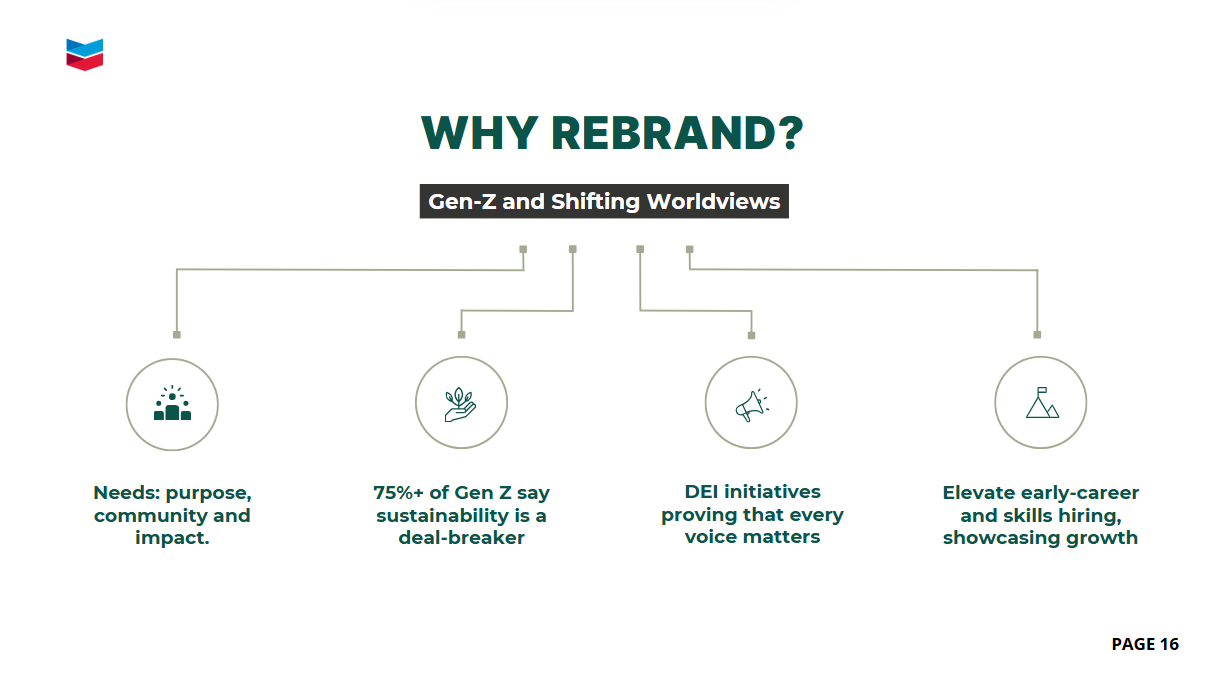 WHY REBRAND?
Gen-Z and Shifting Worldviews
Needs: purpose,
community and
impact.
75%+ of Gen Z say
sustainability is a
deal-breaker
DEI initiatives
proving that every
voice matters
Elevate early-career
and skills hiring,
showcasing growth
PAGE 16